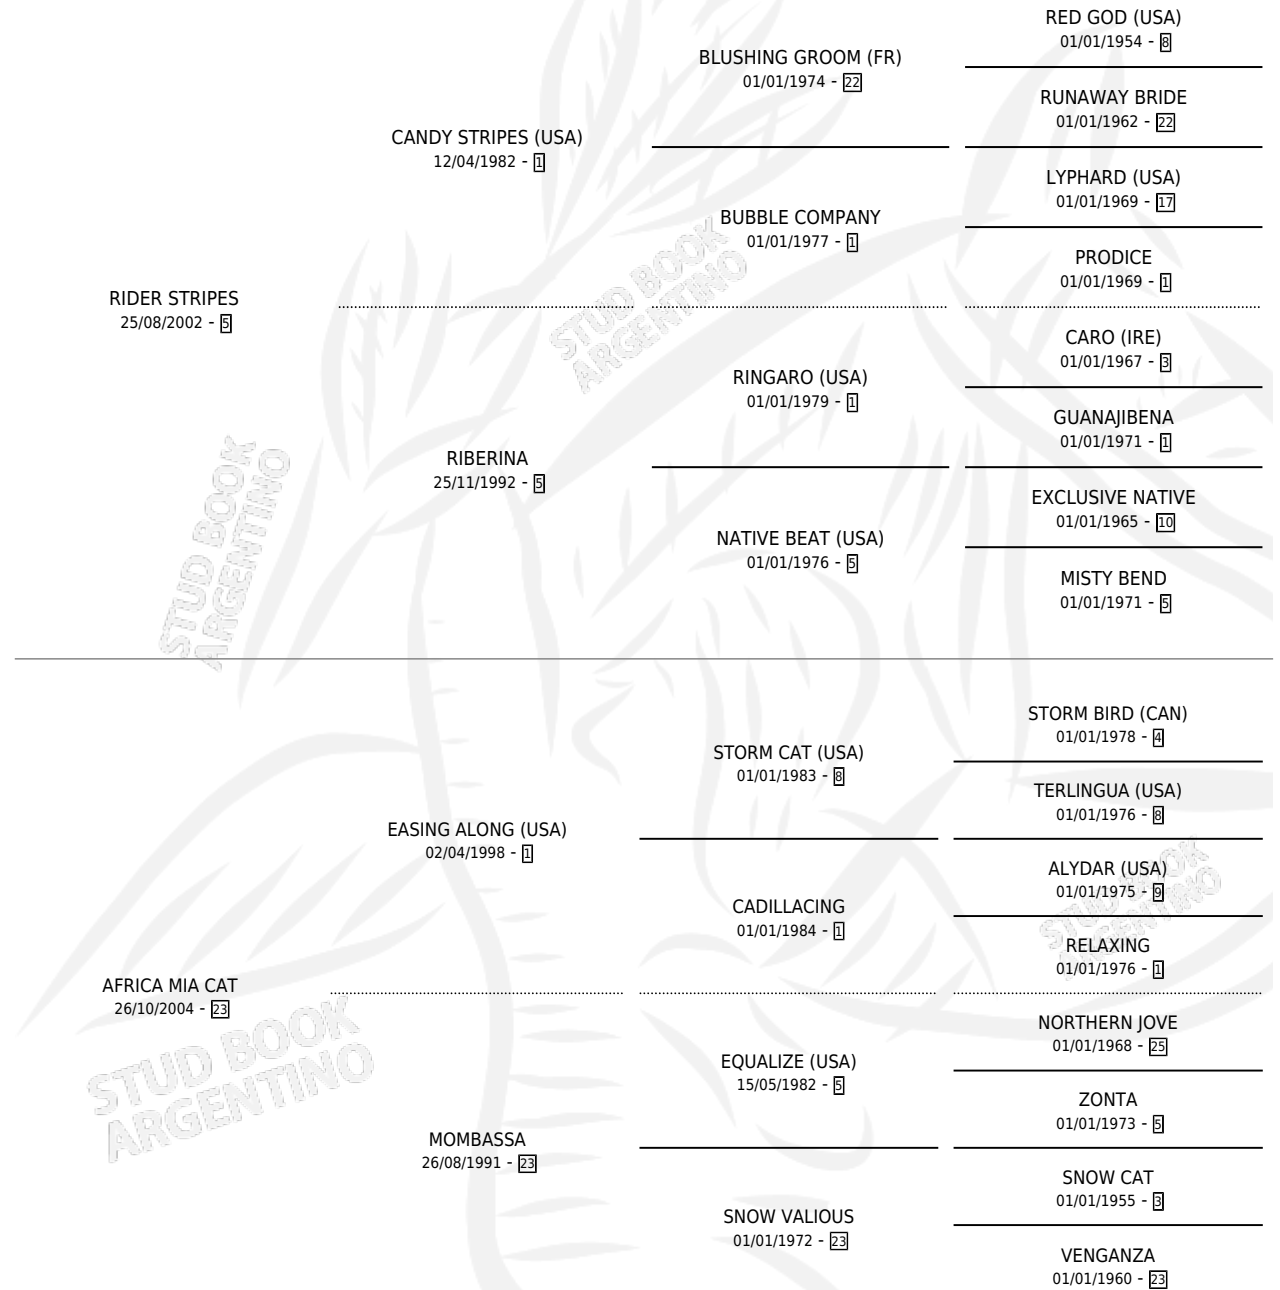 RED GOD (USA)
01/01/1954 - 8
BLUSHING GROOM (FR)
01/01/1974 - 22
RUNAWAY BRIDE
01/01/1962 - 22
CANDY STRIPES (USA)
12/04/1982 - 1
LYPHARD (USA)
01/01/1969 - 17
BUBBLE COMPANY
01/01/1977 - 1
PRODICE
01/01/1969 - 1
RIDER STRIPES
25/08/2002 - 5
STUD BOOK
ARGENTINO
CARO (IRE)
01/01/1967 - 3
RINGARO (USA)
01/01/1979 - 1
GUANAJIBENA
01/01/1971 - 1
RIBERINA
25/11/1992 - 5
EXCLUSIVE NATIVE
01/01/1965 - 10
NATIVE BEAT (USA)
01/01/1976 - 5
MISTY BEND
01/01/1971 - 5
STUD BOOK
ARGENTINO
STORM BIRD (CAN)
01/01/1978 - 4
STORM CAT (USA)
01/01/1983 - 8
TERLINGUA (USA)
01/01/1976 - 8
EASING ALONG (USA)
02/04/1998 - 1
ALYDAR (USA)
01/01/1975 - 9
CADILLACING
01/01/1984 - 1
STUD BOOK
ARGENTINO
RELAXING
01/01/1976 - 1
AFRICA MIA CAT
26/10/2004 - 23
STUD BOOK
ARGENTINO
NORTHERN JOVE
01/01/1968 - 25
EQUALIZE (USA)
15/05/1982 - 5
ZONTA
01/01/1973 - 5
MOMBASSA
26/08/1991 - 23
SNOW CAT
01/01/1955 - 3
SNOW VALIOUS
01/01/1972 - 23
VENGANZA
01/01/1960 - 23